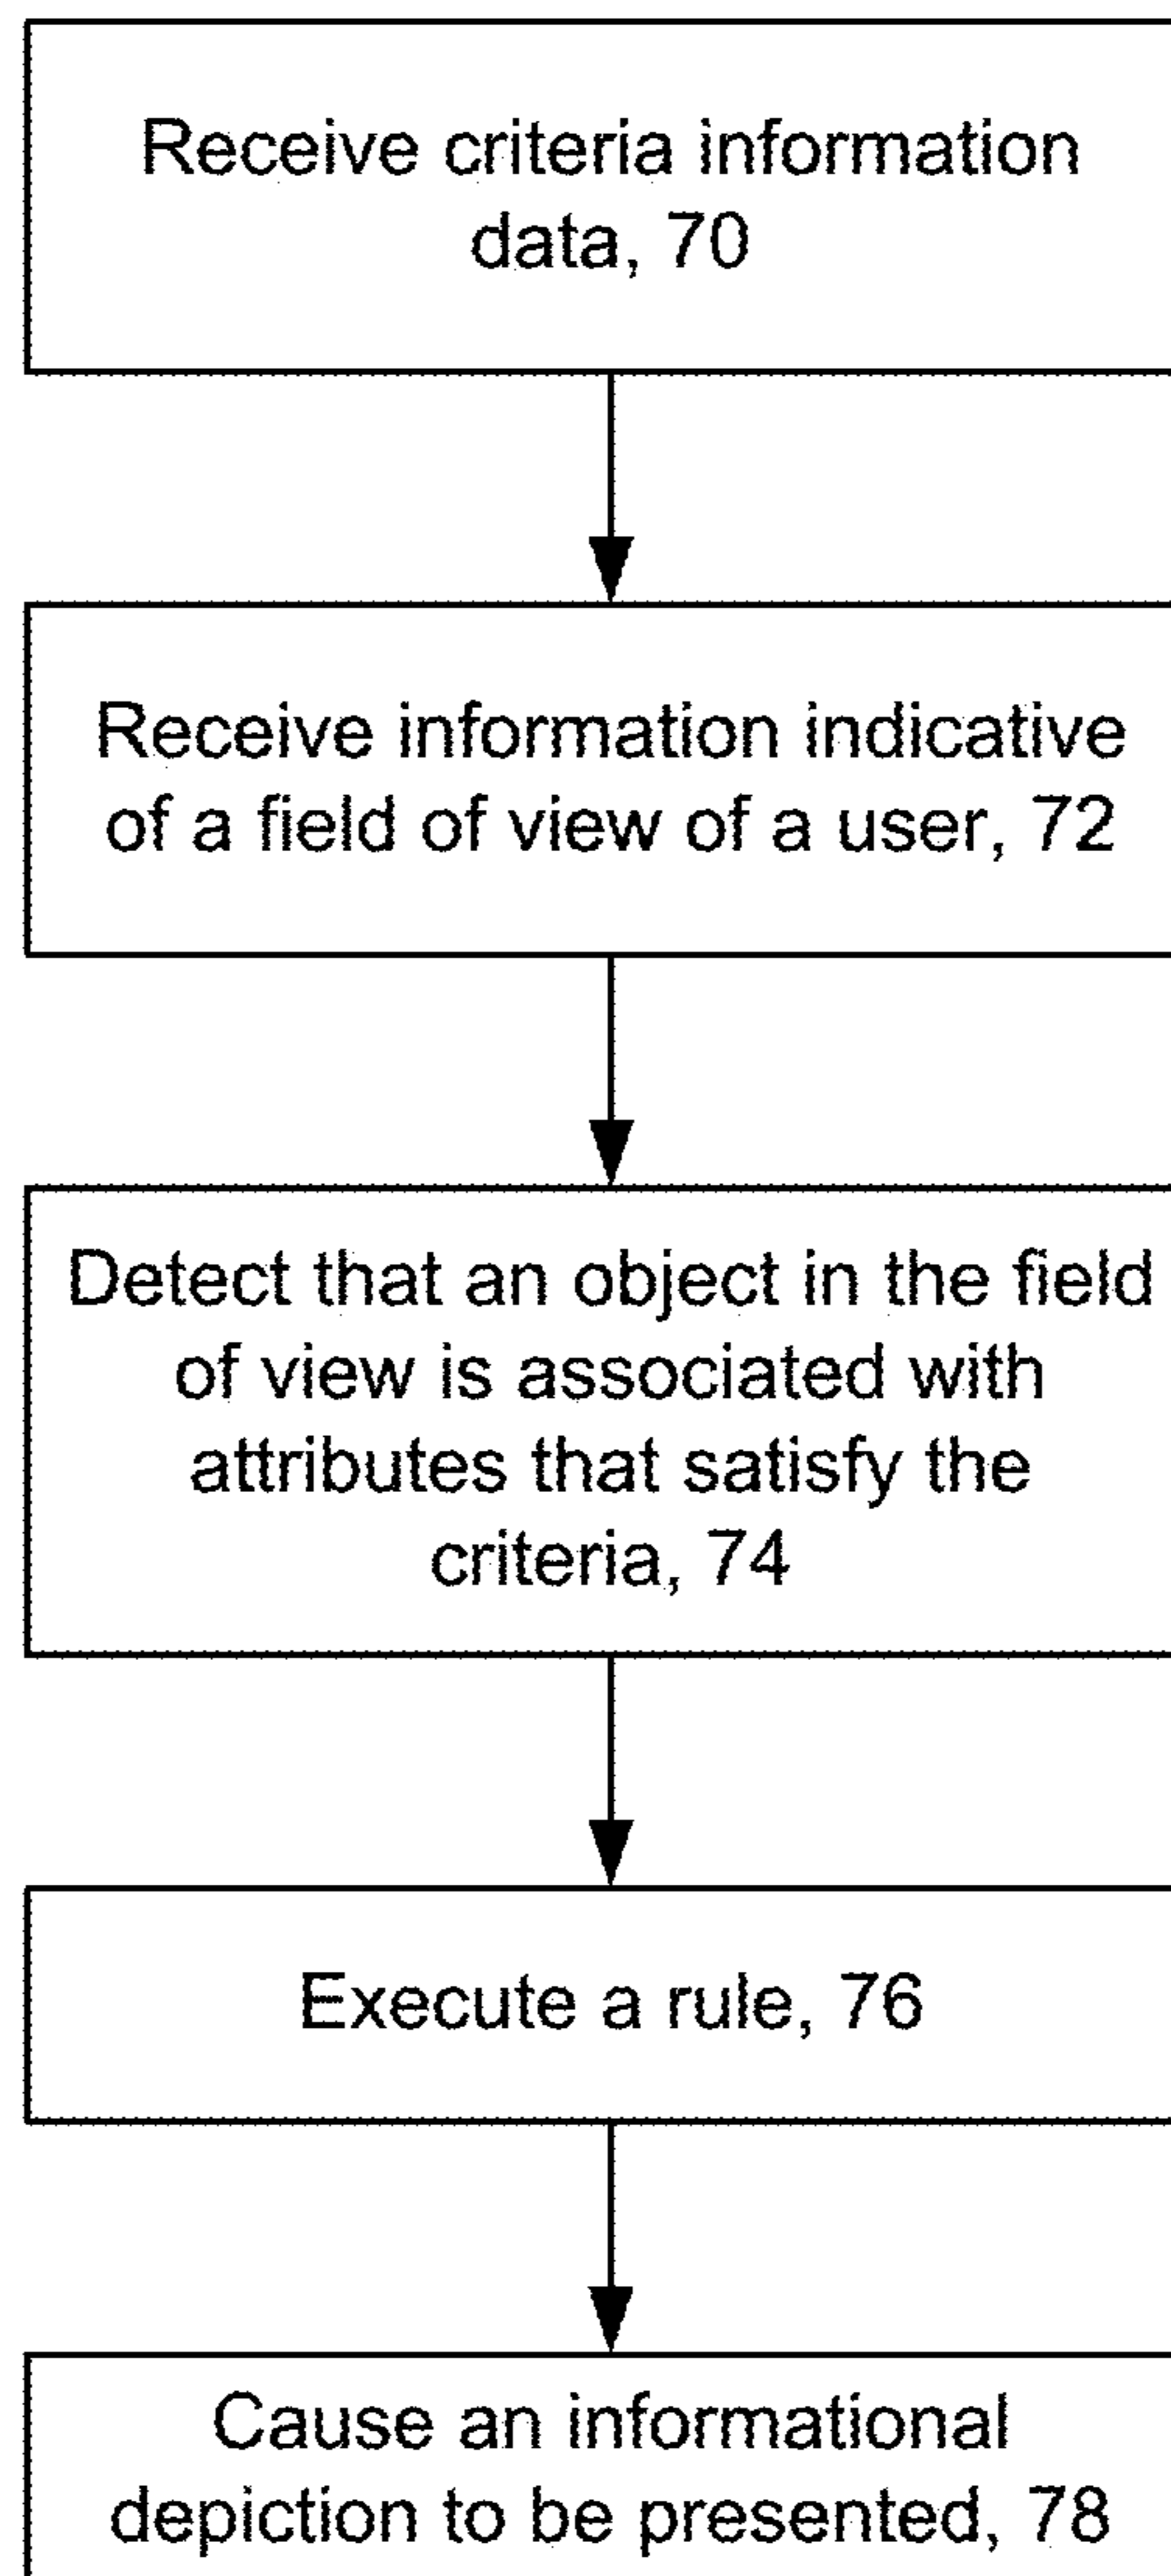 Receive criteria information
data, 70
Receive information indicative
of a field of view of a user, 72
Detect that an object in the field
of view is associated with
attributes that satisfy the
criteria, 74
Execute a rule, 76
Cause an informational
depiction to be presented, 78